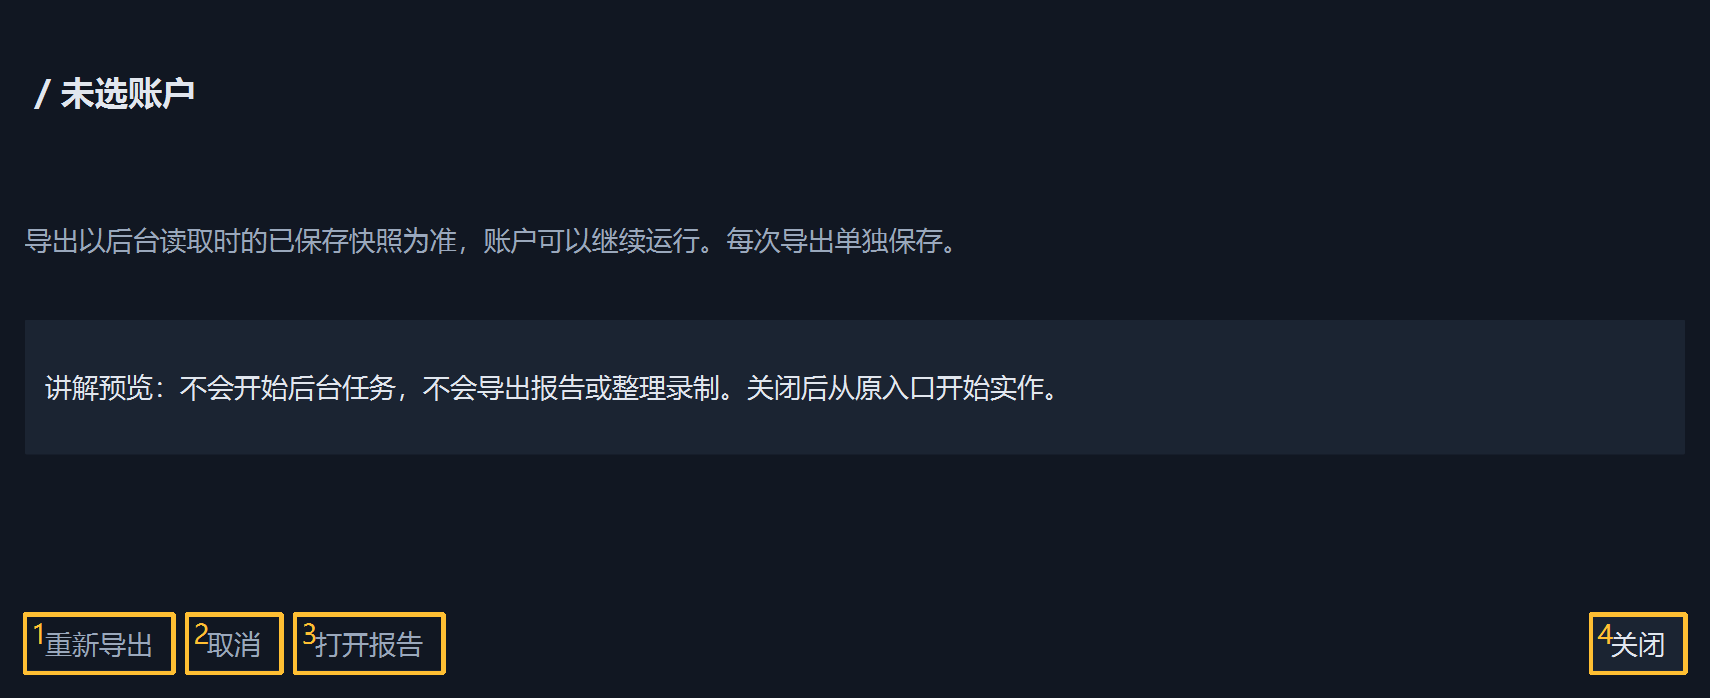 / 未选账户
导出以后台读取时的已保存快照为准，账户可以继续运行。每次导出单独保存。
讲解预览：不会开始后台任务，不会导出报告或整理录制。关闭后从原入口开始实作。
1 重新导出 2 取消 3 打开报告 4 关闭